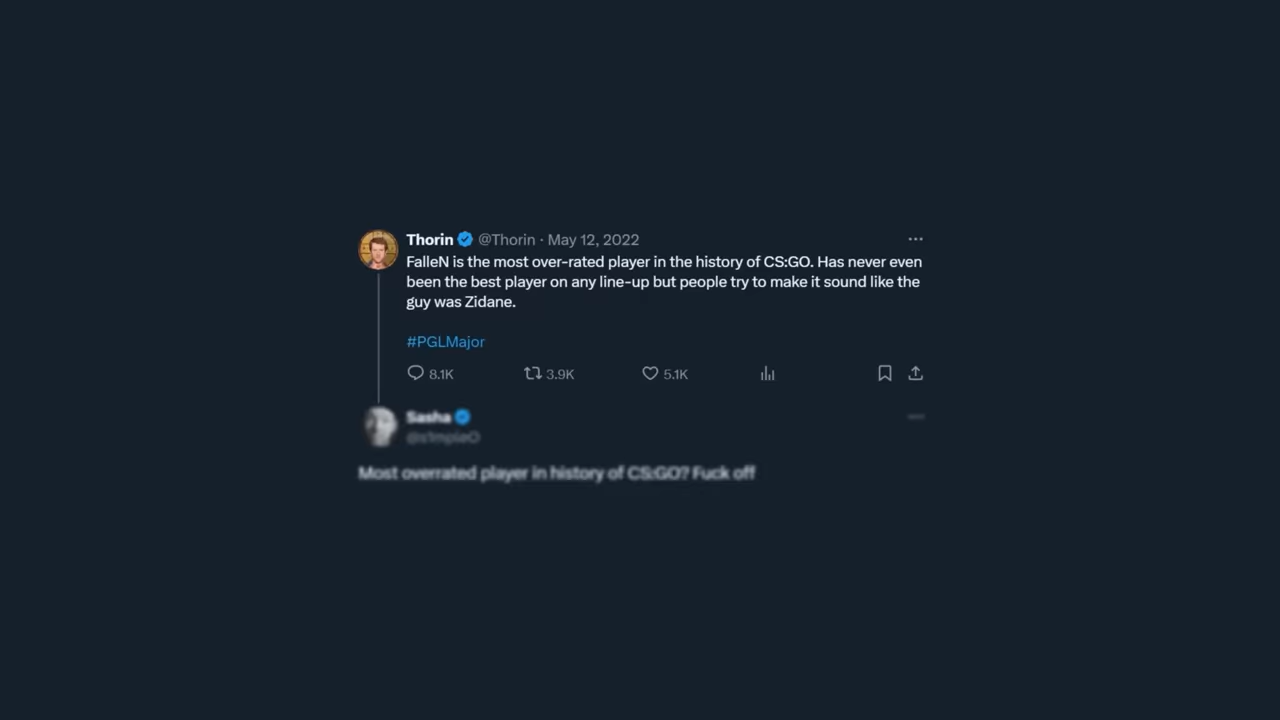 Thorin @Thorin · May 12, 2022
FalleN is the most over-rated player in the history of CS:GO. Has never even
been the best player on any line-up but people try to make it sound like the
guy was Zidane.
#PGLMajor
8.1K 3.9K 5.1K
Sasha
@s1mpleO
Most overrated player in history of CS:GO? Fuck off